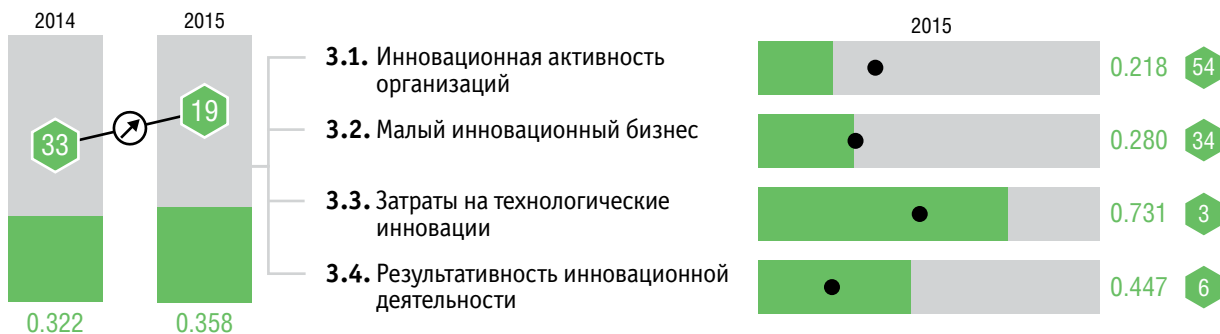 2014 2015 2015
33 19
3.1. Инновационная активность
организаций
0.218 54
3.2. Малый инновационный бизнес
0.280 34
3.3. Затраты на технологические
инновации
0.731 3
3.4. Результативность инновационной
деятельности
0.447 6
0.322 0.358